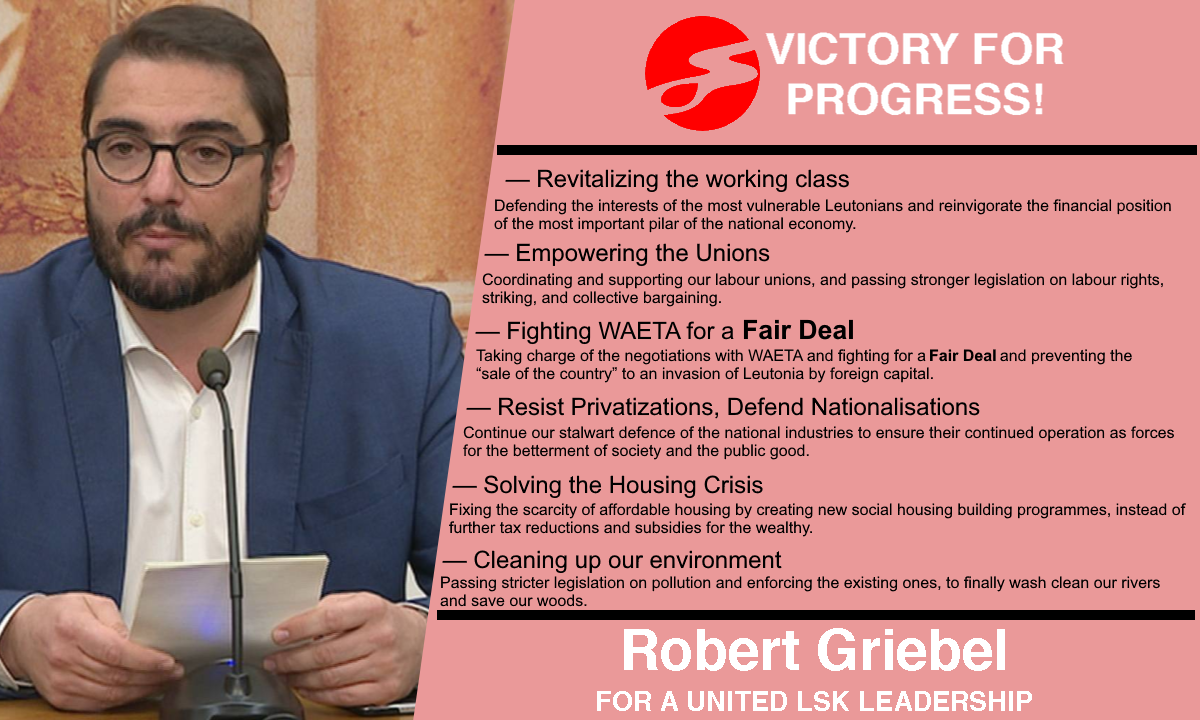 VICTORY FOR
PROGRESS!
— Revitalizing the working class
Defending the interests of the most vulnerable Leutonians and reinvigorate the financial position
of the most important pilar of the national economy.
— Empowering the Unions
Coordinating and supporting our labour unions, and passing stronger legislation on labour rights,
striking, and collective bargaining.
— Fighting WAETA for a Fair Deal
Taking charge of the negotiations with WAETA and fighting for a Fair Deal and preventing the
“sale of the country” to an invasion of Leutonia by foreign capital.
— Resist Privatizations, Defend Nationalisations
Continue our stalwart defence of the national industries to ensure their continued operation as forces
for the betterment of society and the public good.
— Solving the Housing Crisis
Fixing the scarcity of affordable housing by creating new social housing building programmes, instead of
further tax reductions and subsidies for the wealthy.
— Cleaning up our environment
Passing stricter legislation on pollution and enforcing the existing ones, to finally wash clean our rivers
and save our woods.
Robert Griebel
FOR A UNITED LSK LEADERSHIP